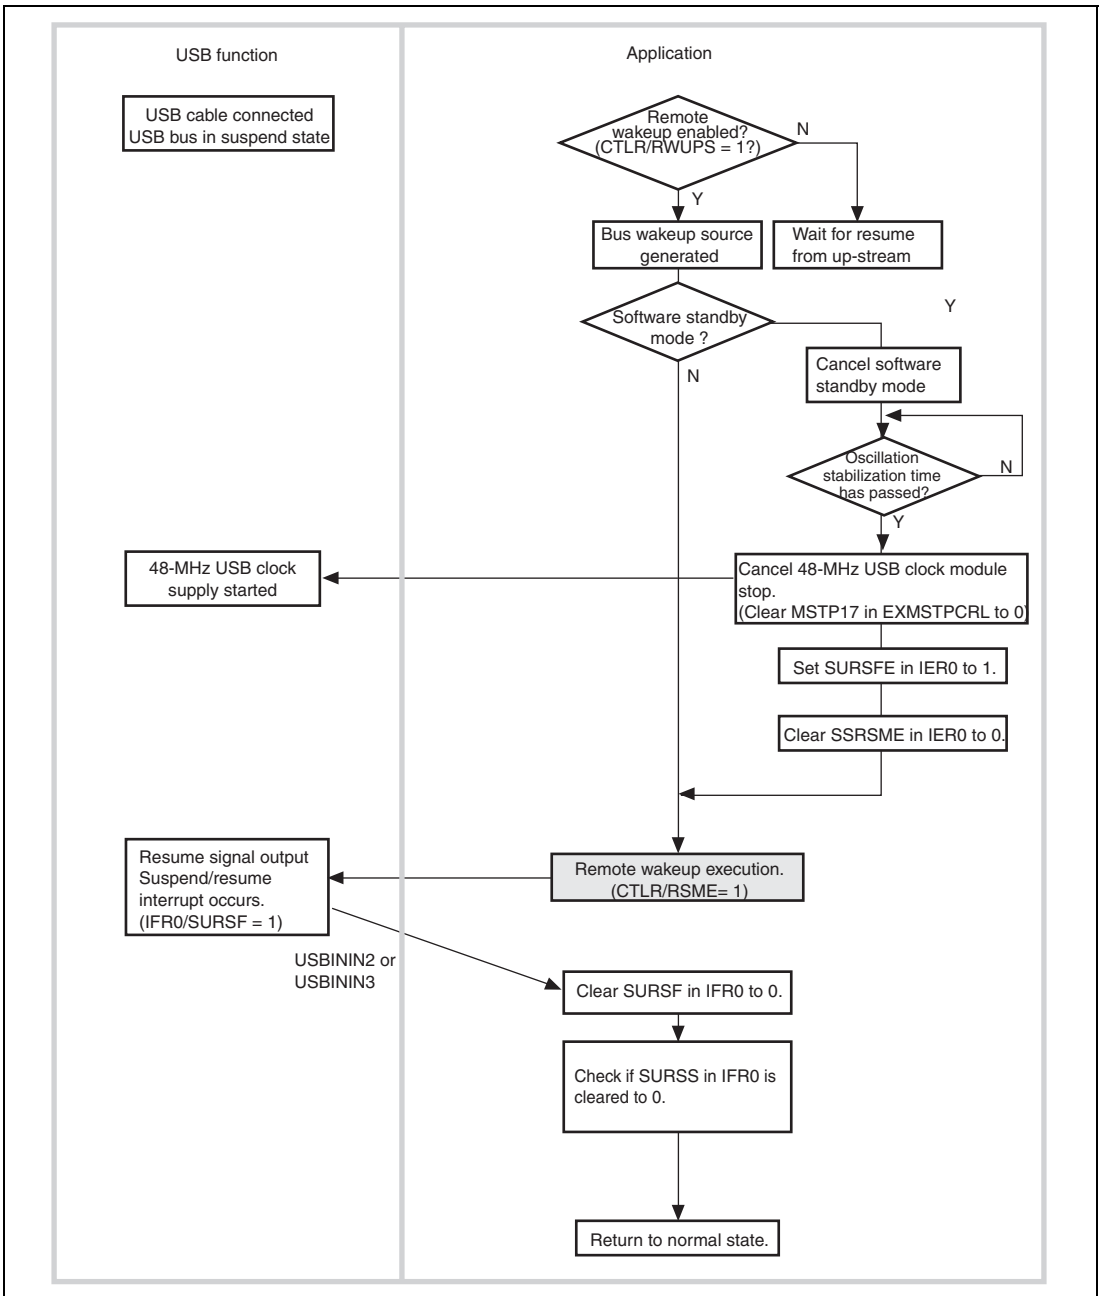 USB function
Application
USB cable connected
USB bus in suspend state
Remote
wakeup enabled?
(CTLR/RWUPS = 1?)
N
Y
Bus wakeup source
generated
Wait for resume
from up-stream
Software standby
mode ?
Y
N
Cancel software
standby mode
Oscillation
stabilization time
has passed?
N
Y
48-MHz USB clock
supply started
Cancel 48-MHz USB clock module
stop.
(Clear MSTP17 in EXMSTPCRL to 0)
Set SURSFE in IER0 to 1.
Clear SSRSME in IER0 to 0.
Resume signal output
Suspend/resume
interrupt occurs.
(IFR0/SURSF = 1)
Remote wakeup execution.
(CTLR/RSME= 1)
USBININ2 or
USBININ3
Clear SURSF in IFR0 to 0.
Check if SURSS in IFR0 is
cleared to 0.
Return to normal state.